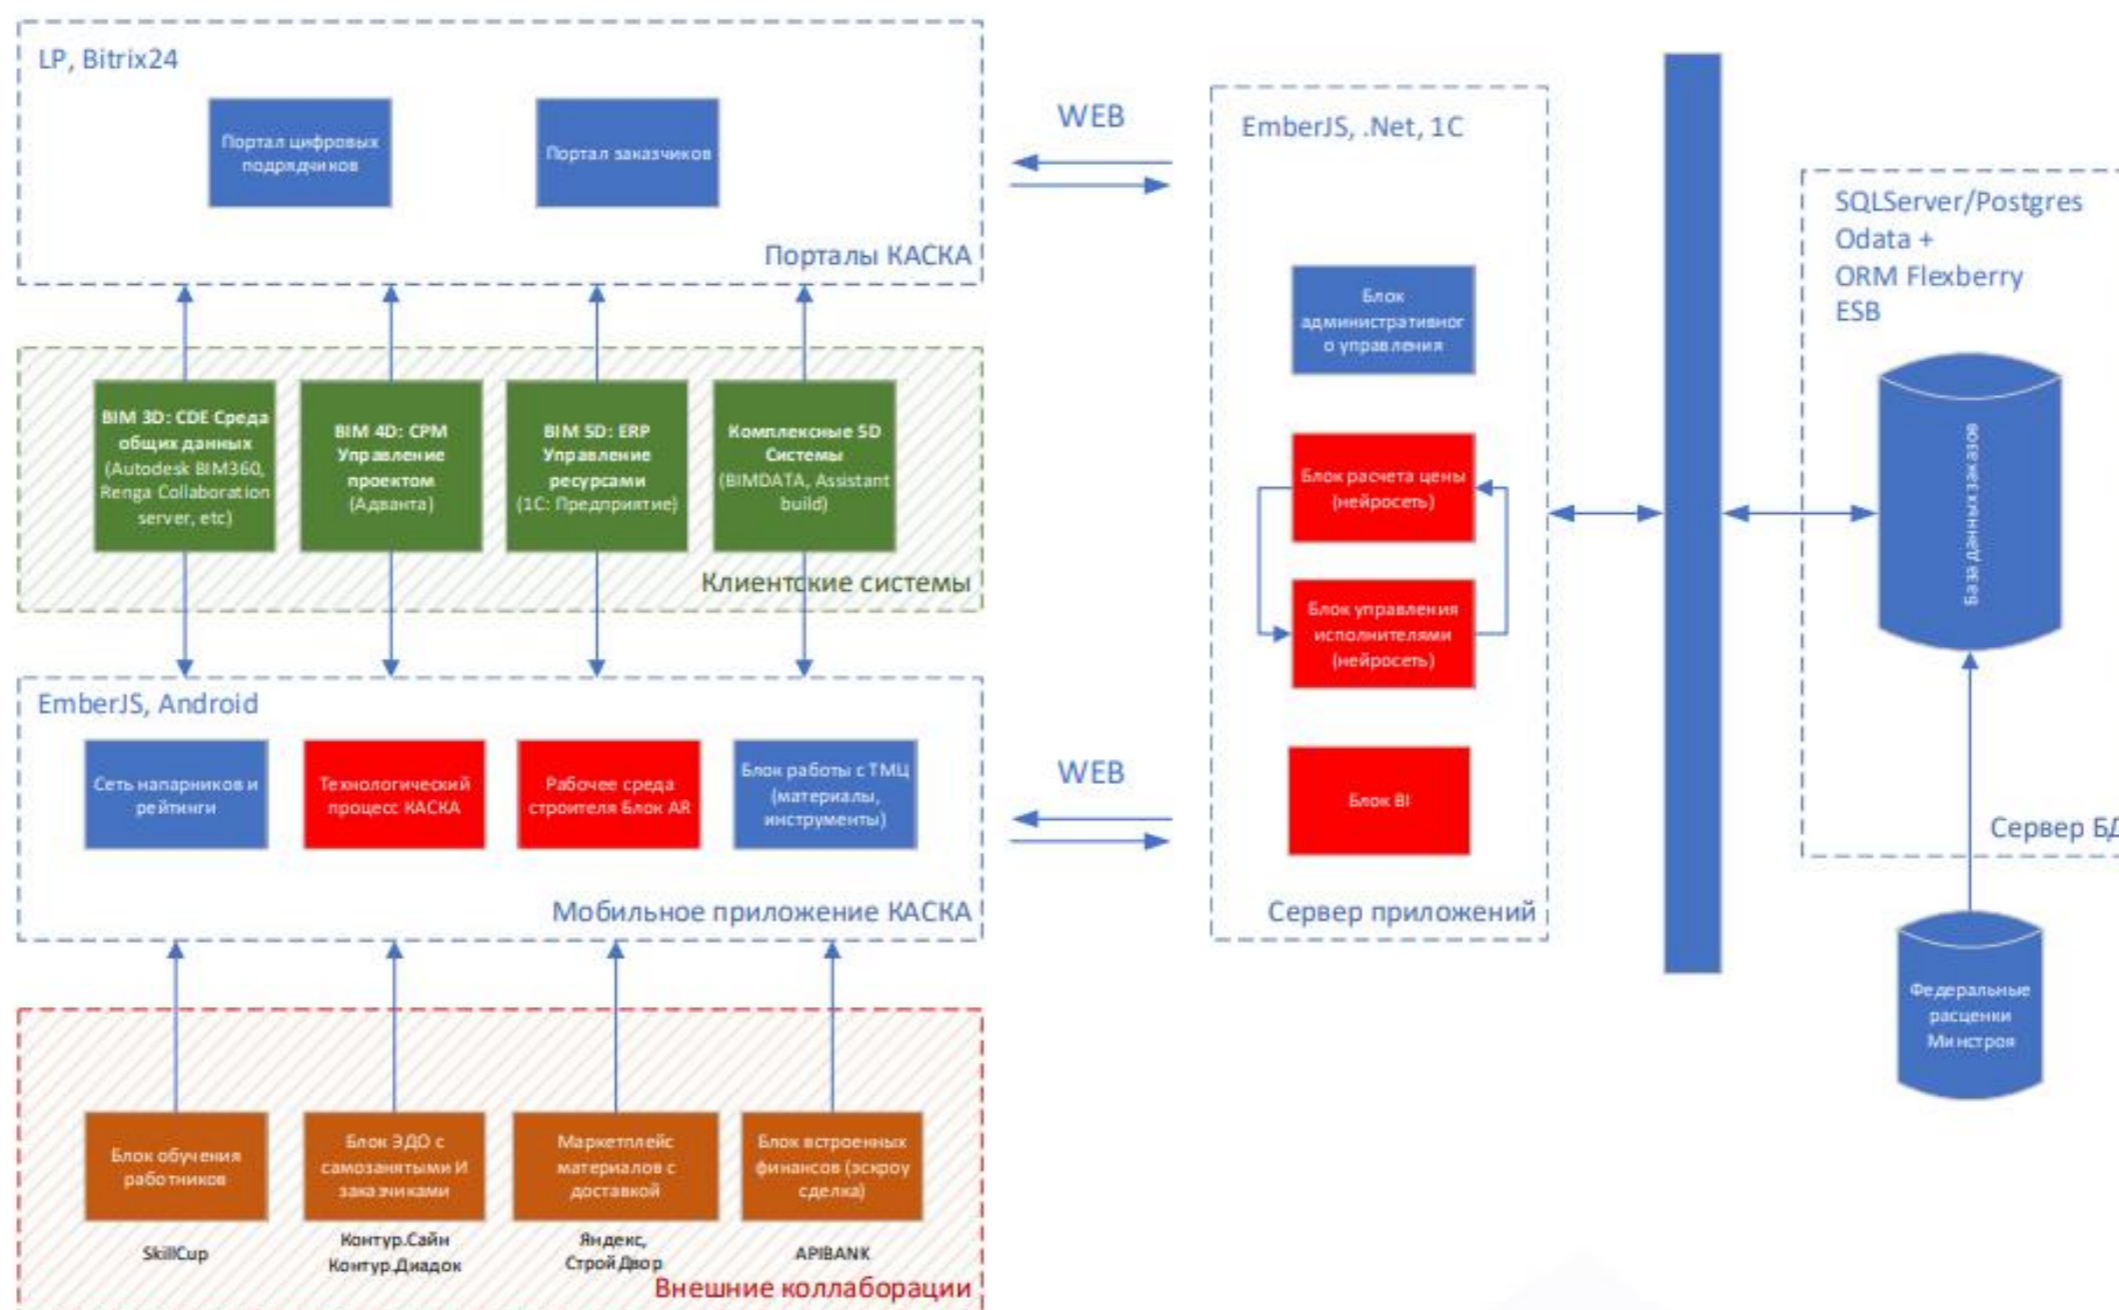 LP, Bitrix24
Портал цифровых
подрядчиков
Портал заказчиков
Порталы КАСКА
WEB
BIM 3D: CDE Среда
общих данных
(Autodesk BIM360,
Renga Collaboration
server, etc)
BIM 4D: CPM
Управление
проектом
(Адванта)
BIM 5D: ERP
Управление
ресурсами
(1С: Предприятие)
Комплексные 5D
Системы
(BIMDATA, Assistant
build)
Клиентские системы
EmberJS, Android
Сеть напарников и
рейтинги
Технологический
процесс КАСКА
Рабочее среда
строителя Блок AR
Блок работы с ТМЦ
(материалы,
инструменты)
Мобильное приложение КАСКА
WEB
Блок обучения
работников
SkillCup
Блок ЭДО с
самозанятыми И
заказчиками
Контур.Сайн
Контур.Диадок
Маркетплейс
материалов с
доставкой
Яндекс,
СтройДвор
Блок встроенных
финансов (эскроу
сделка)
APIBANK
Внешние коллаборации
EmberJS, .Net, 1С
Блок
административног
о управления
Блок расчета цены
(нейросеть)
Блок управления
исполнителями
(нейросеть)
Блок BI
Сервер приложений
SQLServer/Postgres
Odata +
ORM Flexberry
ESB
База данных заказов
Сервер БД
Федеральные
расценки
Минстроя